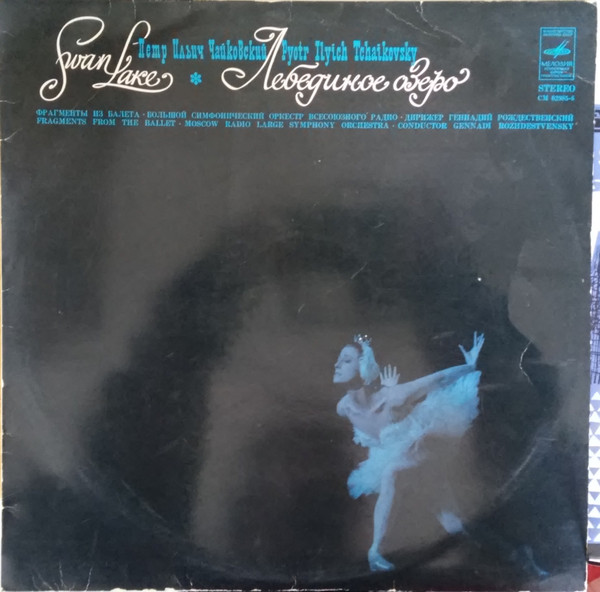 Swan Lake
Петр Ильич Чайковский Pyotr Ilyich Tchaikovsky
* Лебединое озеро
МЕЛОДИЯ
STEREO
ФРАГМЕНТЫ ИЗ БАЛЕТА · БОЛЬШОЙ СИМФОНИЧЕСКИЙ ОРКЕСТР ВСЕСОЮЗНОГО РАДИО · ДИРИЖЕР ГЕННАДИЙ РОЖДЕСТВЕНСКИЙ
FRAGMENTS FROM THE BALLET · MOSCOW RADIO LARGE SYMPHONY ORCHESTRA · CONDUCTOR GENNADI ROZHDESTVENSKY